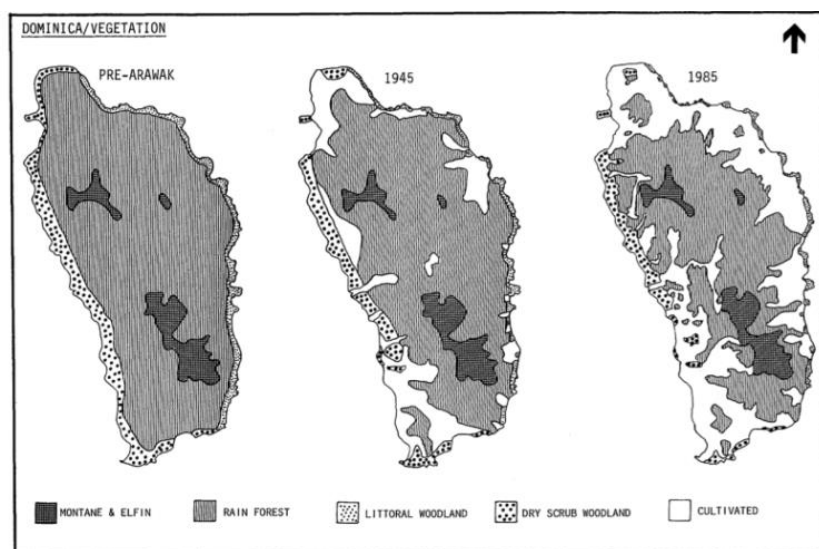 DOMINICA/VEGETATION
PRE-ARAWAK
1945
1985
MONTANE & ELFIN
RAIN FOREST
LITTORAL WOODLAND
DRY SCRUB WOODLAND
CULTIVATED